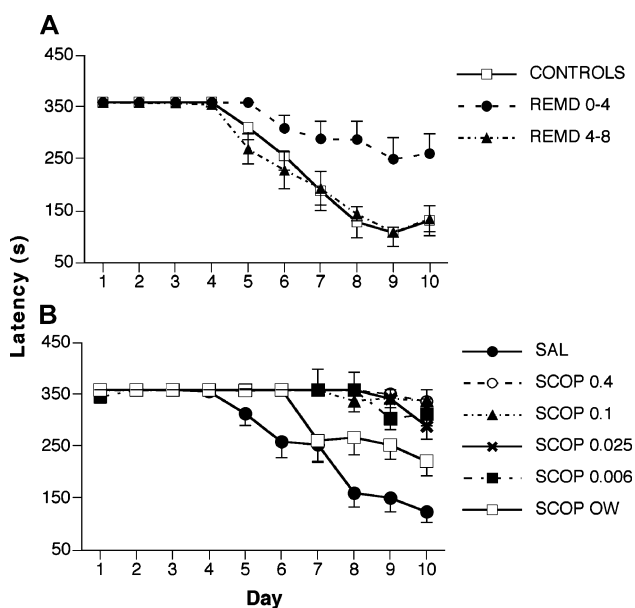 A
450
350
250
150
50
1 2 3 4 5 6 7 8 9 10
CONTROLS
REMD 0-4
REMD 4-8
Latency (s)
B
450
350
250
150
50
1 2 3 4 5 6 7 8 9 10
Day
SAL
SCOP 0.4
SCOP 0.1
SCOP 0.025
SCOP 0.006
SCOP OW